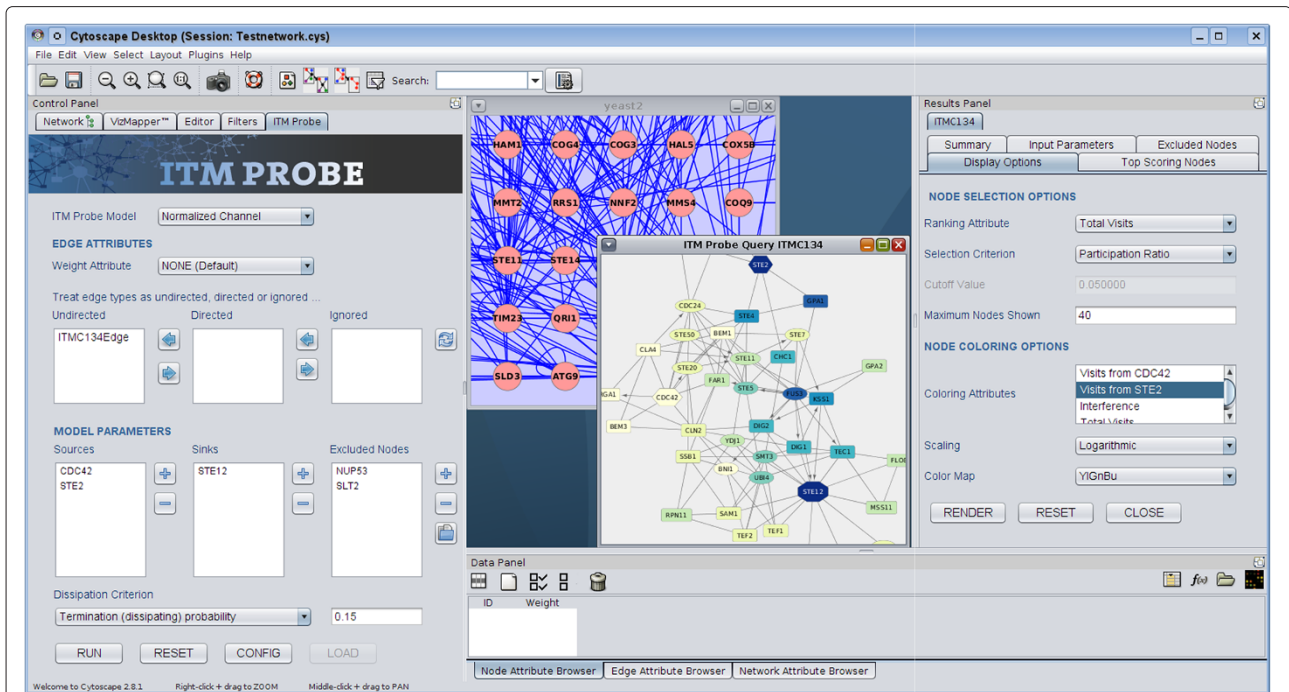 Cytoscape Desktop (Session: Testnetwork.cys)
File Edit View Select Layout Plugins Help
Search:
Control Panel
Network VizMapper™ Editor Filters ITM Probe
ITM PROBE
ITM Probe Model Normalized Channel
EDGE ATTRIBUTES
Weight Attribute NONE (Default)
Treat edge types as undirected, directed or ignored ...
Undirected Directed Ignored
ITMC134Edge
MODEL PARAMETERS
Sources Sinks Excluded Nodes
CDC42 STE12 NUP53
STE2 SLT2
Dissipation Criterion
Termination (dissipating) probability 0.15
RUN RESET CONFIG LOAD
Welcome to Cytoscape 2.8.1 Right-click + drag to ZOOM Middle-click + drag to PAN
yeast2
HAM1 COG4 COG3 HAL5 COX5B
MMT2 RRS1 NNF2 MMS4 COQ9
STE11 STE14
TIM23 QRI1
SLD3 ATG9
ITM Probe Query ITMC134
STE2
CDC24 GPA1
STE4
STE50 BEM1 STE7
CLA4 STE11 CHC1
STE20 GPA2
FAR1 STE5 FUS3
GA1 CDC42 KSS1
BEM3 CLN2 DIG2
YDJ1 DIG1 TEC1
SSB1 SMT3 FLO8
BNI1 UBI4
STE12
RPN11 SAM1 MSS11
TEF2 TEF1
Data Panel
f(x)
ID Weight
Node Attribute Browser Edge Attribute Browser Network Attribute Browser
Results Panel
ITMC134
Summary Input Parameters Excluded Nodes
Display Options Top Scoring Nodes
NODE SELECTION OPTIONS
Ranking Attribute Total Visits
Selection Criterion Participation Ratio
Cutoff Value 0.050000
Maximum Nodes Shown 40
NODE COLORING OPTIONS
Coloring Attributes
Visits from CDC42
Visits from STE2
Interference
Total Visits
Scaling Logarithmic
Color Map YlGnBu
RENDER RESET CLOSE